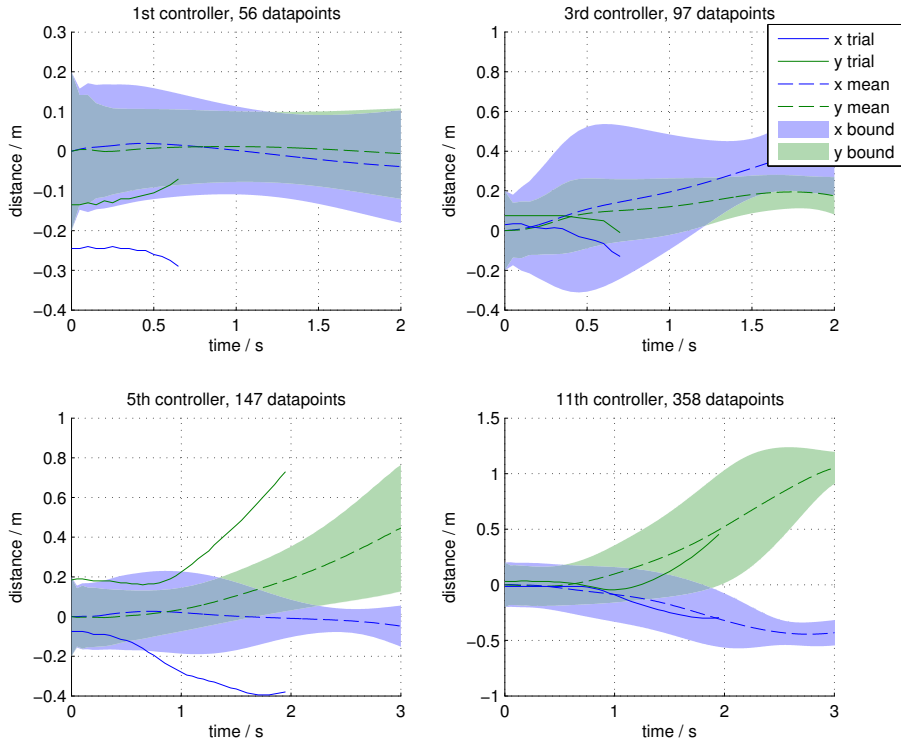 1st controller, 56 datapoints
0.3
0.2
0.1
0
−0.1
−0.2
−0.3
−0.4
distance / m
0
0.5
1
1.5
2
time / s
3rd controller, 97 datapoints
1
0.8
0.6
0.4
0.2
0
−0.2
−0.4
distance / m
0
0.5
1
1.5
2
time / s
x trial
y trial
x mean
y mean
x bound
y bound
5th controller, 147 datapoints
1
0.8
0.6
0.4
0.2
0
−0.2
−0.4
distance / m
0
1
2
3
time / s
11th controller, 358 datapoints
1.5
1
0.5
0
−0.5
−1
distance / m
0
1
2
3
time / s